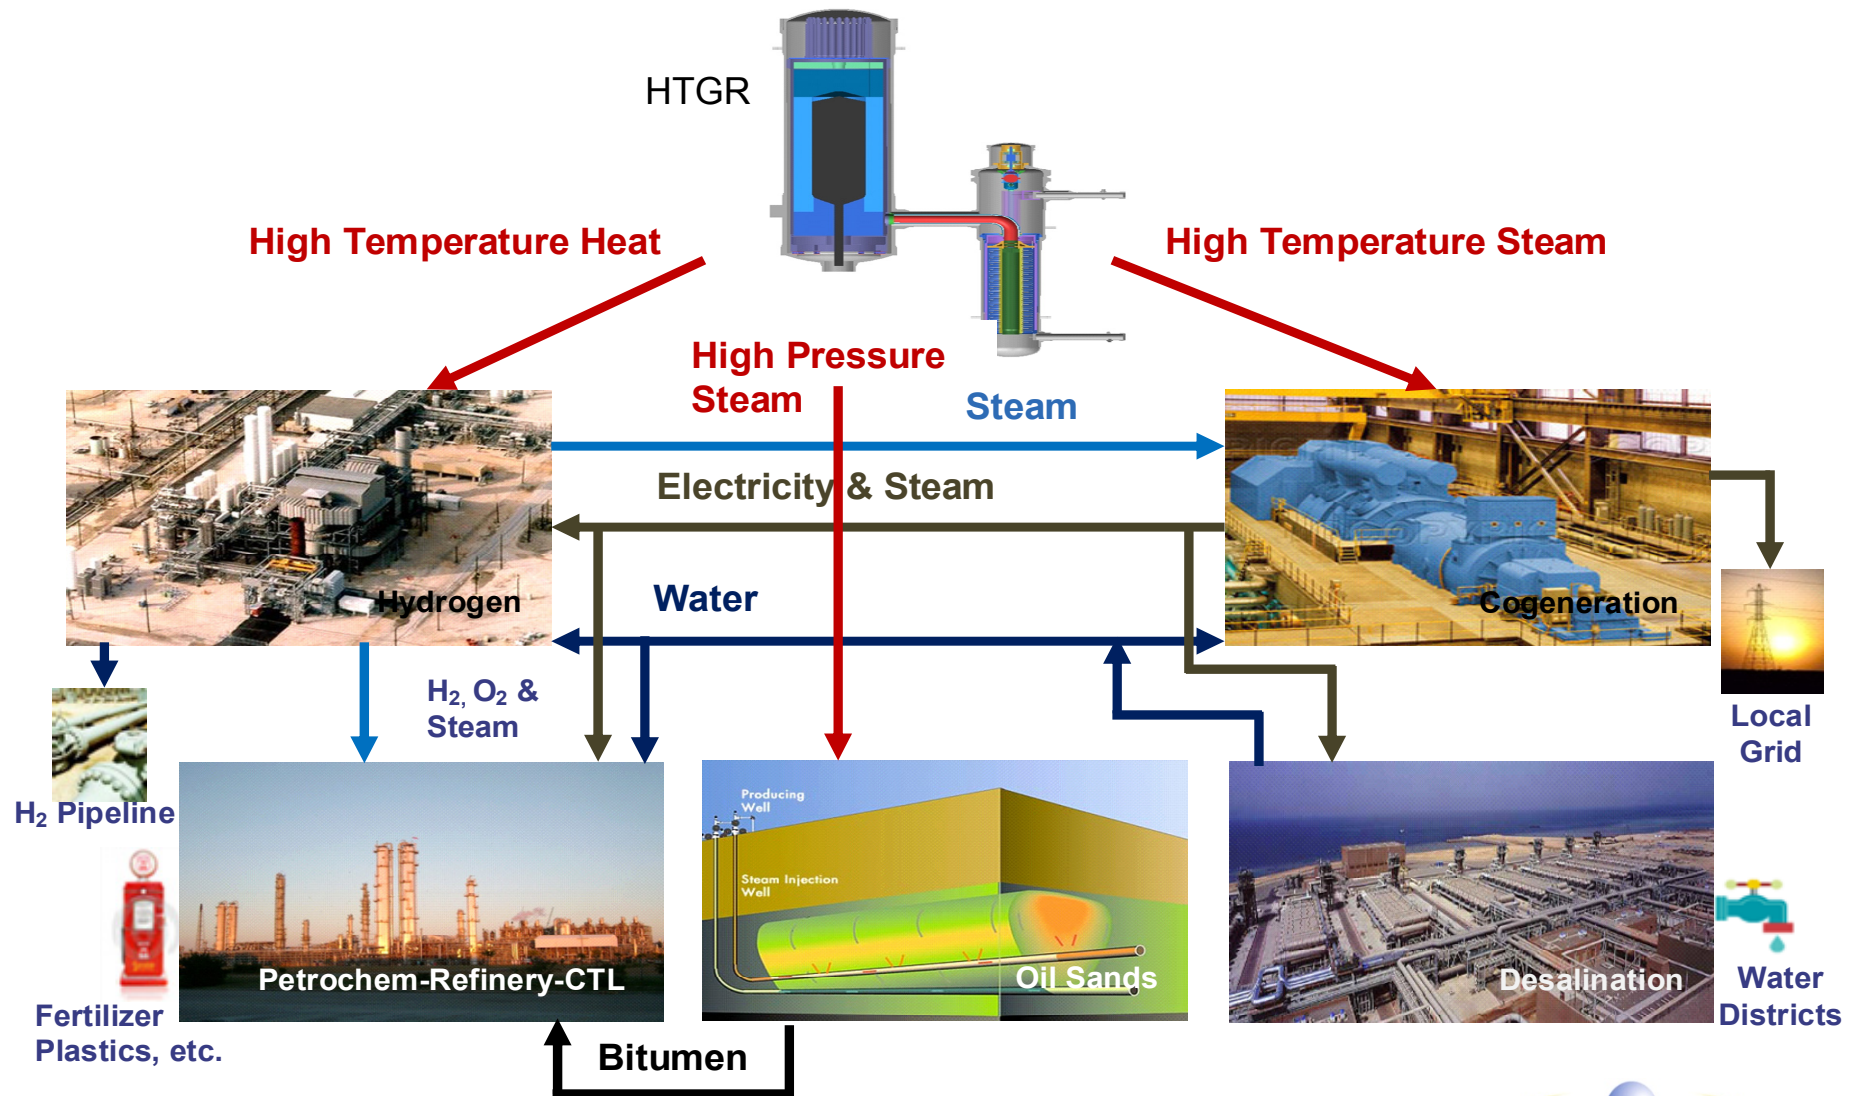 HTGR
High Temperature Heat
High Temperature Steam
High Pressure
Steam
Steam
Electricity & Steam
Water
Hydrogen
Cogeneration
H₂, O₂ &
Steam
Local
Grid
H₂ Pipeline
Producing
Well
Steam Injection
Well
Petrochem-Refinery-CTL
Oil Sands
Desalination
Water
Districts
Fertilizer
Plastics, etc.
Bitumen